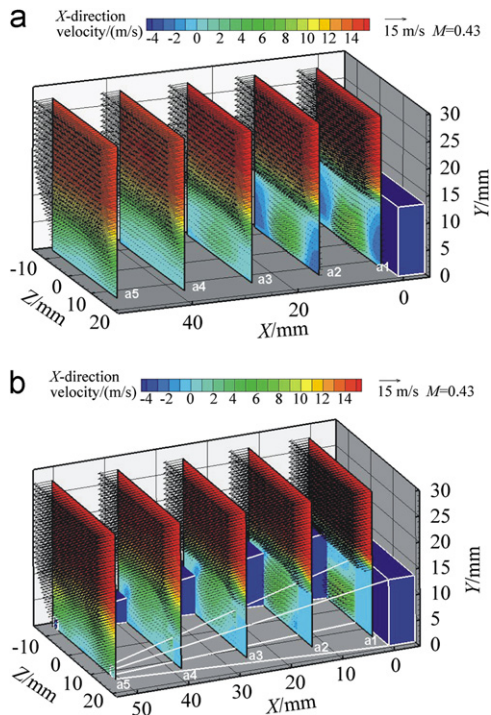 a
X-direction
velocity/(m/s)
-4 -2 0 2 4 6 8 10 12 14
15 m/s M=0.43
30
25
20
15
10
5
0
Y/mm
-10
0
10
20
Z/mm
a5
a4
a3
a2
a1
40
20
0
X/mm
b
X-direction
velocity/(m/s)
-4 -2 0 2 4 6 8 10 12 14
15 m/s M=0.43
30
25
20
15
10
5
0
Y/mm
-10
0
10
20
Z/mm
a5
a4
a3
a2
a1
50 40 30 20 10 0
X/mm